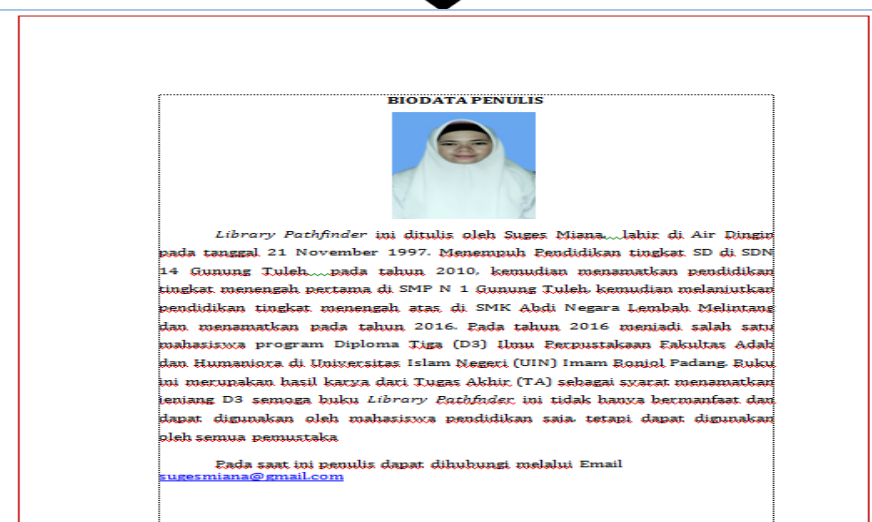 BIODATA PENULIS
Library Pathfinder ini ditulis oleh Suges Miana, lahir di Air Dingin
pada tanggal 21 November 1997. Menempuh Pendidikan tingkat SD di SDN
14 Gunung Tuleh pada tahun 2010, kemudian menamatkan pendidikan
tingkat menengah pertama di SMP N 1 Gunung Tuleh, kemudian melanjutkan
pendidikan tingkat menengah atas di SMK Abdi Negara Lembah Melintang
dan menamatkan pada tahun 2016. Pada tahun 2016 menjadi salah satu
mahasiswa program Diploma Tiga (D3) Ilmu Perpustakaan Fakultas Adab
dan Humaniora di Universitas Islam Negeri (UIN) Imam Bonjol Padang. Buku
ini merupakan hasil karya dari Tugas Akhir (TA) sebagai syarat menamatkan
jenjang D3 semoga buku Library Pathfinder ini tidak hanya bermanfaat dan
dapat digunakan oleh mahasiswa pendidikan saja, tetapi dapat digunakan
oleh semua pemustaka
Pada saat ini penulis dapat dihubungi melalui Email
sugesmiana@gmail.com